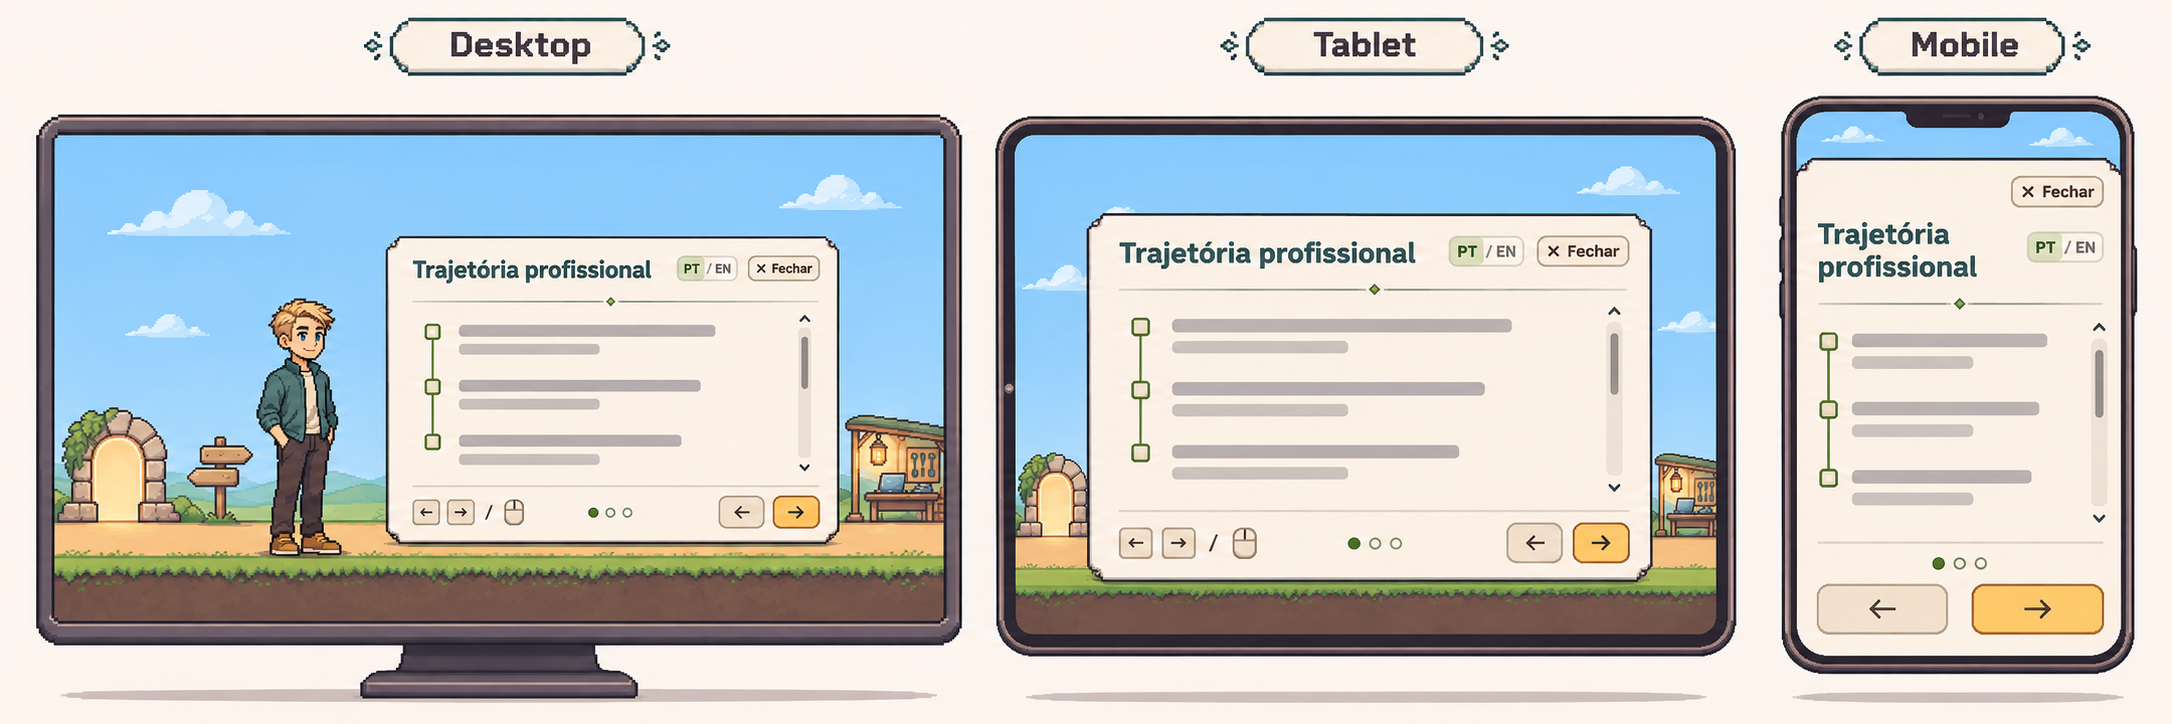 Desktop
Trajetória profissional
PT / EN
✕ Fechar
← → /
← →
Tablet
Trajetória profissional
PT / EN
✕ Fechar
← → /
← →
Mobile
✕ Fechar
Trajetória
profissional
PT / EN
← →